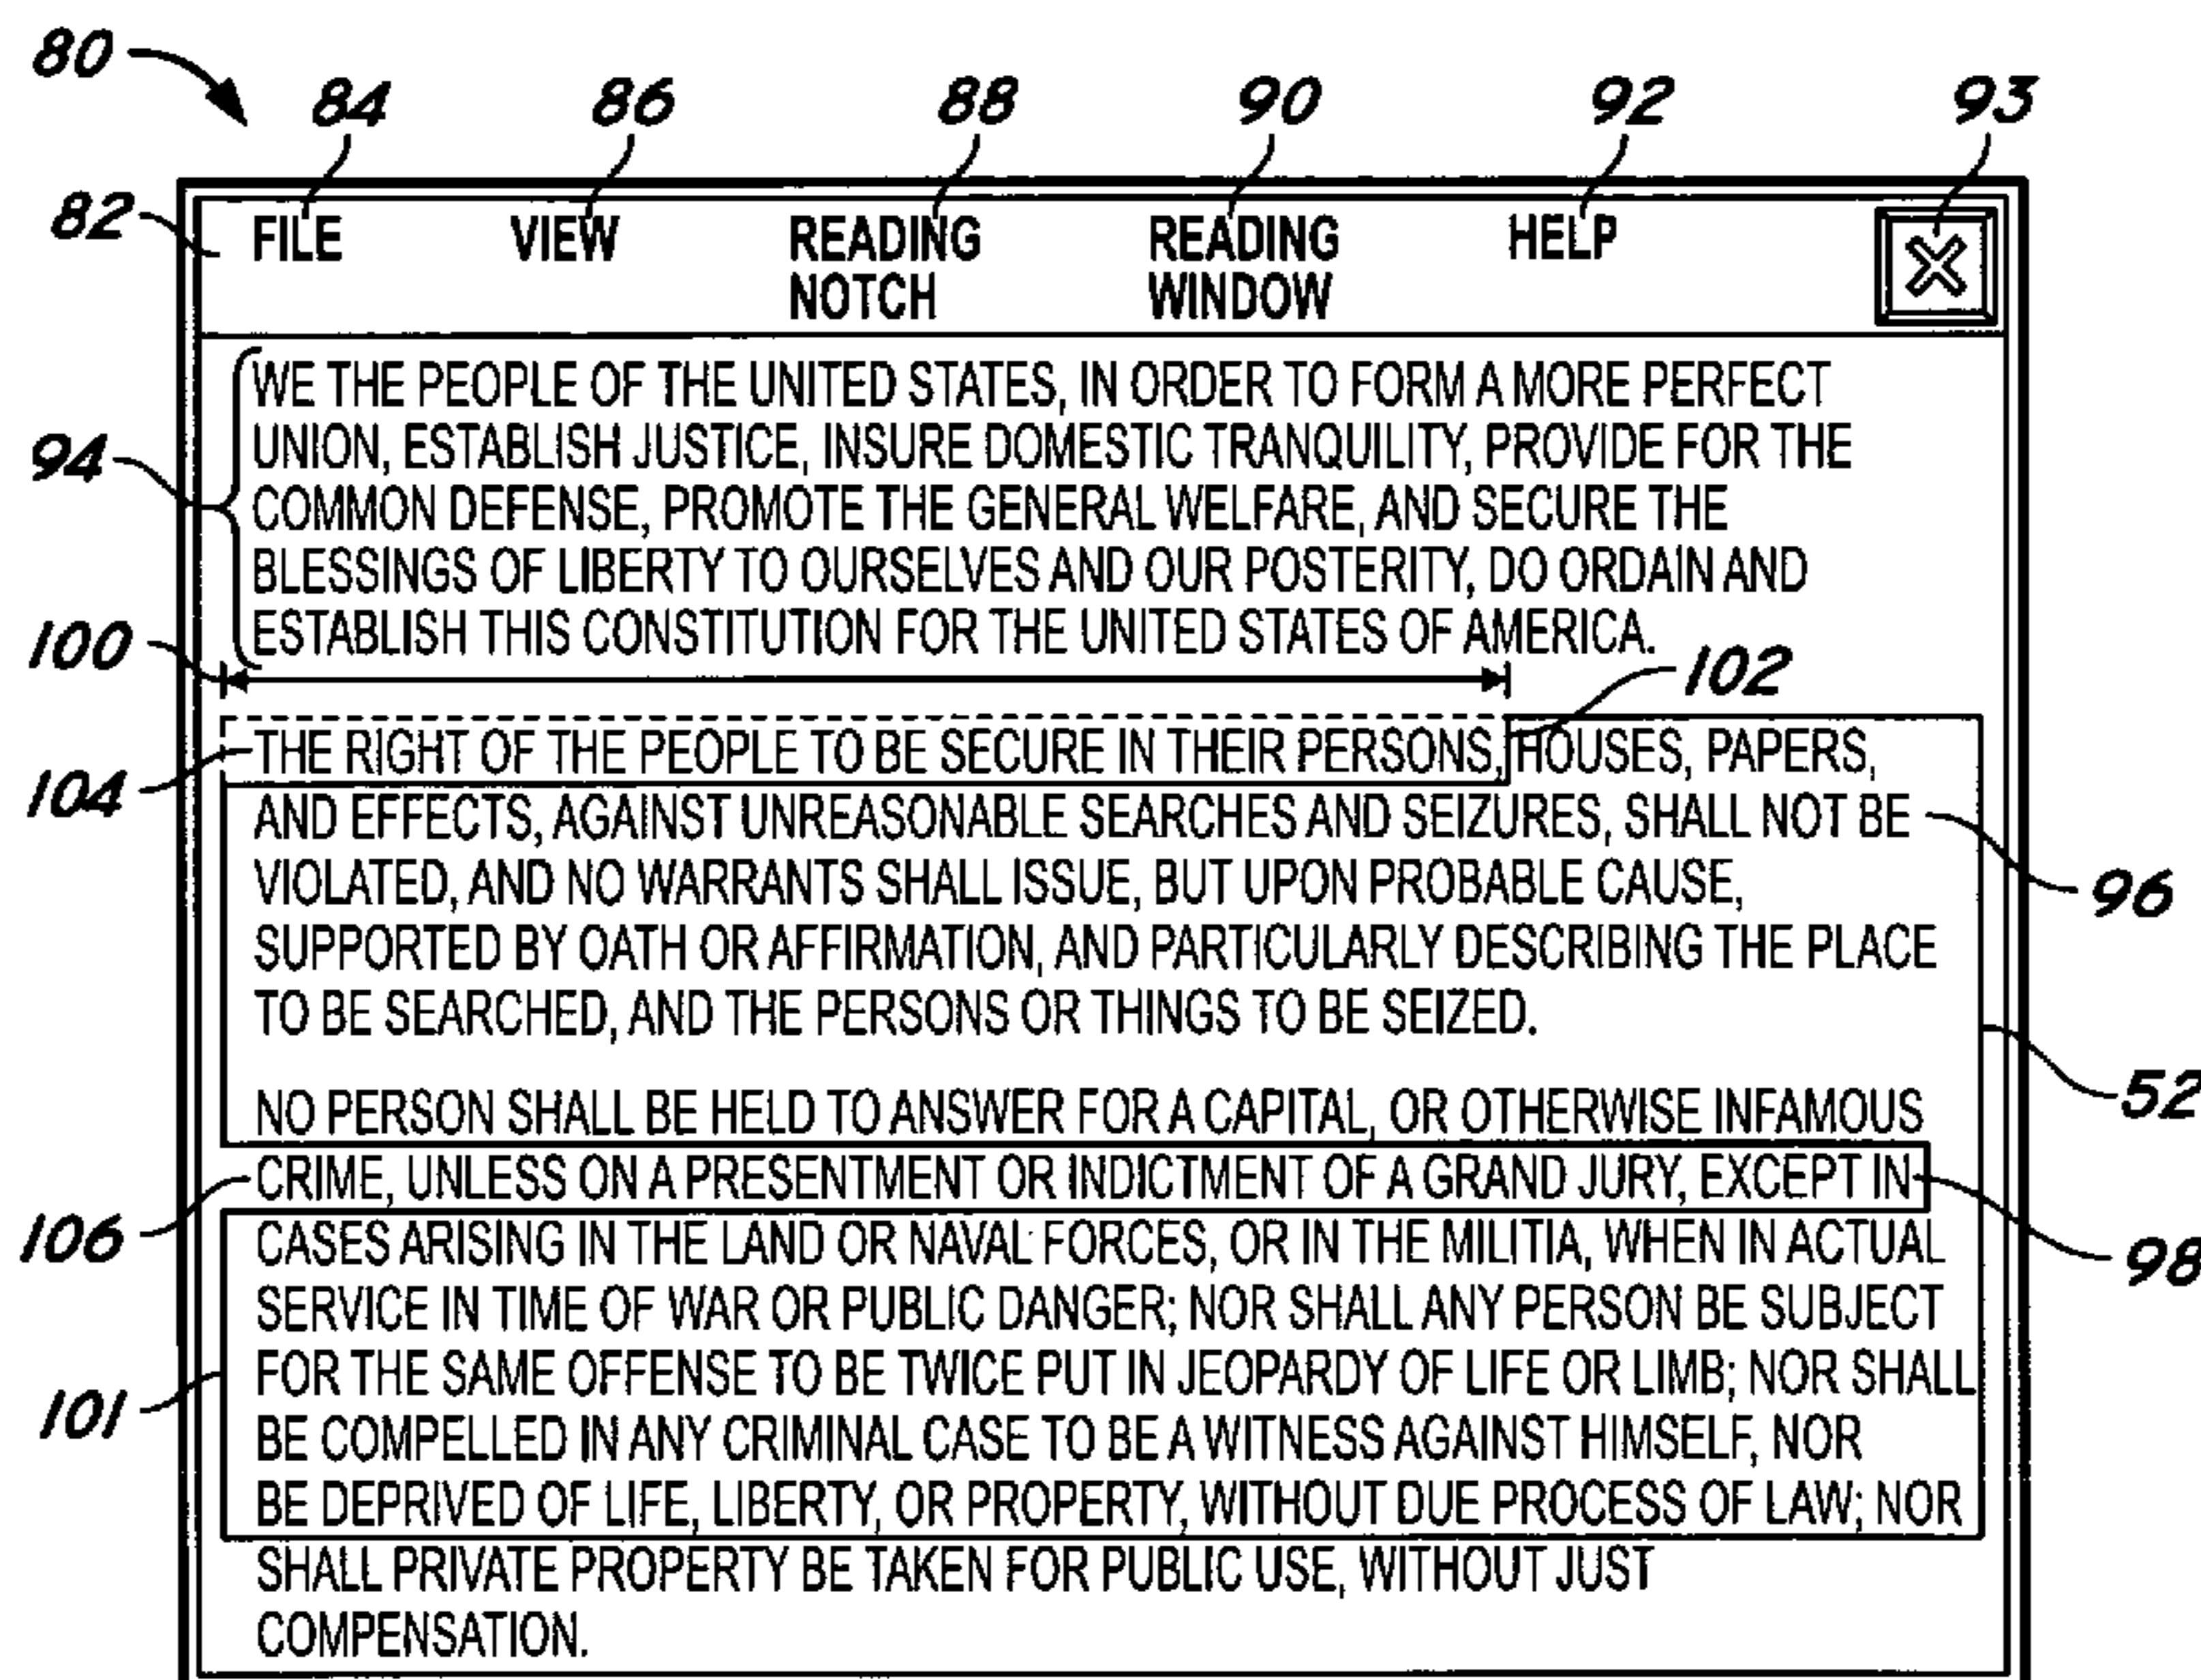 80
84 86 88 90 92 93
82 FILE VIEW READING NOTCH READING WINDOW HELP X
WE THE PEOPLE OF THE UNITED STATES, IN ORDER TO FORM A MORE PERFECT
94 UNION, ESTABLISH JUSTICE, INSURE DOMESTIC TRANQUILITY, PROVIDE FOR THE
COMMON DEFENSE, PROMOTE THE GENERAL WELFARE, AND SECURE THE
BLESSINGS OF LIBERTY TO OURSELVES AND OUR POSTERITY, DO ORDAIN AND
100 ESTABLISH THIS CONSTITUTION FOR THE UNITED STATES OF AMERICA.
102
104 THE RIGHT OF THE PEOPLE TO BE SECURE IN THEIR PERSONS, HOUSES, PAPERS,
AND EFFECTS, AGAINST UNREASONABLE SEARCHES AND SEIZURES, SHALL NOT BE
VIOLATED, AND NO WARRANTS SHALL ISSUE, BUT UPON PROBABLE CAUSE, 96
SUPPORTED BY OATH OR AFFIRMATION, AND PARTICULARLY DESCRIBING THE PLACE
TO BE SEARCHED, AND THE PERSONS OR THINGS TO BE SEIZED.
52
NO PERSON SHALL BE HELD TO ANSWER FOR A CAPITAL, OR OTHERWISE INFAMOUS
CRIME, UNLESS ON A PRESENTMENT OR INDICTMENT OF A GRAND JURY, EXCEPT IN
106 CASES ARISING IN THE LAND OR NAVAL FORCES, OR IN THE MILITIA, WHEN IN ACTUAL 98
SERVICE IN TIME OF WAR OR PUBLIC DANGER; NOR SHALL ANY PERSON BE SUBJECT
FOR THE SAME OFFENSE TO BE TWICE PUT IN JEOPARDY OF LIFE OR LIMB; NOR SHALL
101 BE COMPELLED IN ANY CRIMINAL CASE TO BE A WITNESS AGAINST HIMSELF, NOR
BE DEPRIVED OF LIFE, LIBERTY, OR PROPERTY, WITHOUT DUE PROCESS OF LAW; NOR
SHALL PRIVATE PROPERTY BE TAKEN FOR PUBLIC USE, WITHOUT JUST
COMPENSATION.